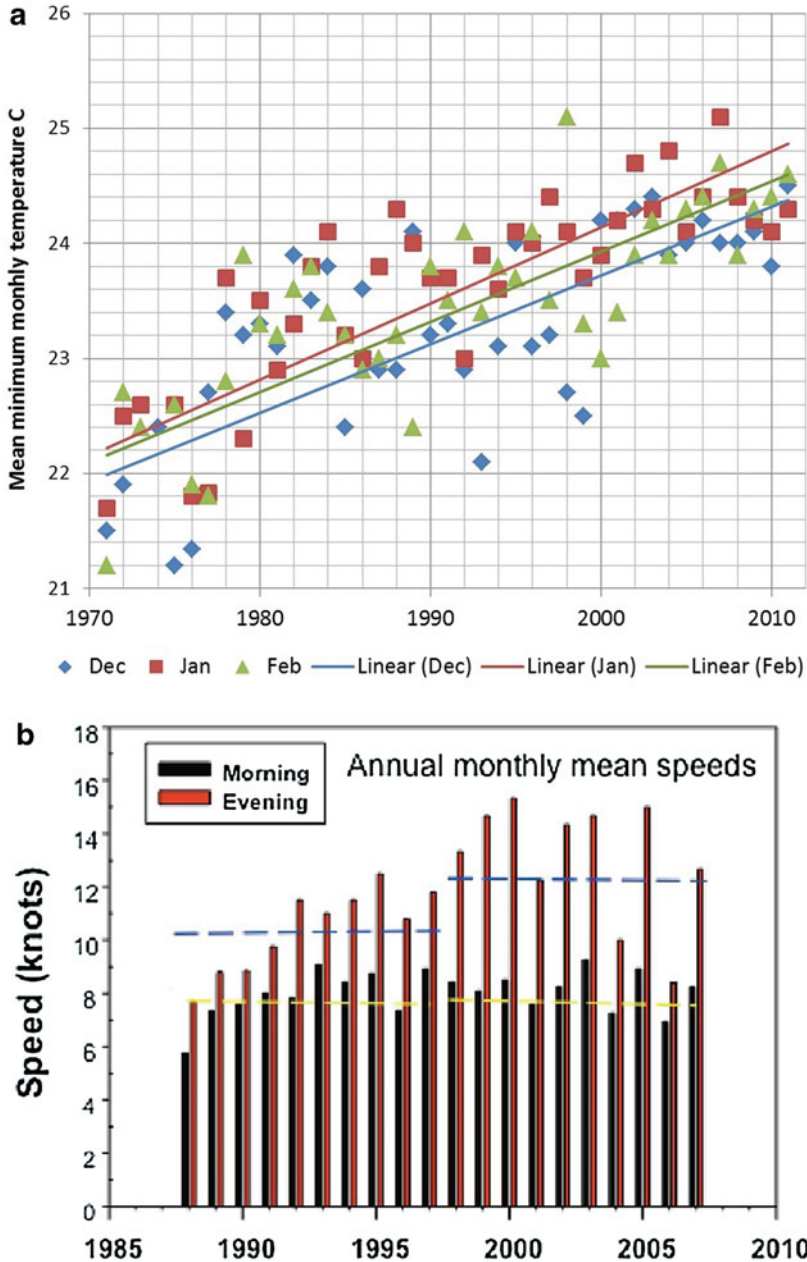 a
26
25
24
23
22
21
Mean minimum monhly temperature C
1970 1980 1990 2000 2010
Dec Jan Feb Linear (Dec) Linear (Jan) Linear (Feb)
b
18
16
14
12
10
8
6
4
2
0
Speed (knots)
Morning
Evening
Annual monthly mean speeds
1985 1990 1995 2000 2005 2010